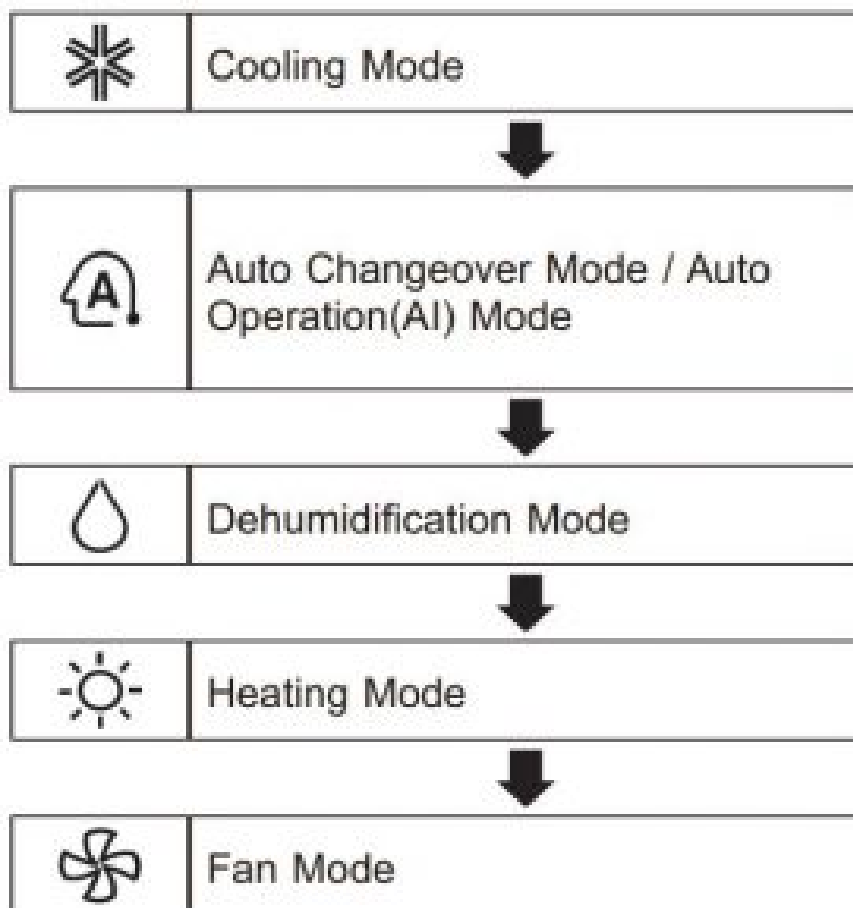 Cooling Mode
A
Auto Changeover Mode / Auto
Operation(AI) Mode
Dehumidification Mode
Heating Mode
Fan Mode